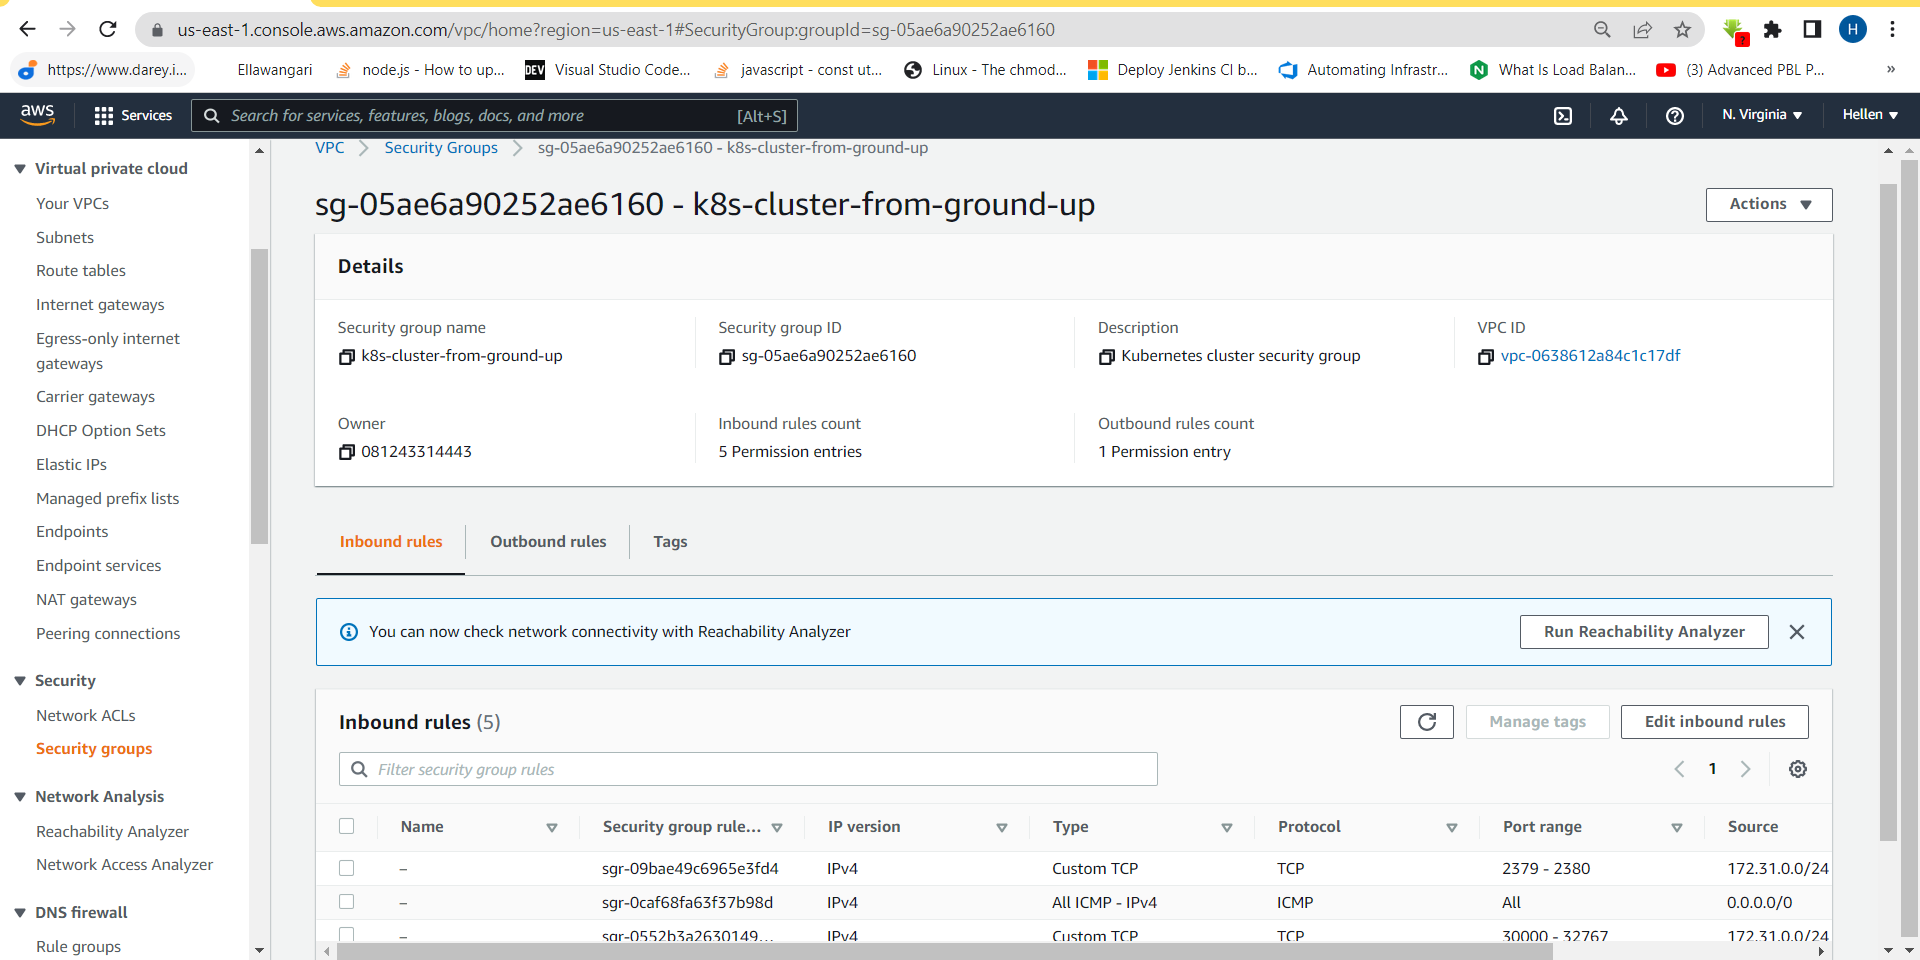 us-east-1.console.aws.amazon.com/vpc/home?region=us-east-1#SecurityGroup:groupId=sg-05ae6a90252ae6160
?
H
https://www.darey.i...
Ellawangari
node.js - How to up...
DEV
Visual Studio Code...
javascript - const ut...
Linux - The chmod...
Deploy Jenkins CI b...
Automating Infrastr...
N
What Is Load Balan...
(3) Advanced PBL P...
»
aws
Services
Search for services, features, blogs, docs, and more
[Alt+S]
N. Virginia
Hellen
Virtual private cloud
Your VPCs
Subnets
Route tables
Internet gateways
Egress-only internet
gateways
Carrier gateways
DHCP Option Sets
Elastic IPs
Managed prefix lists
Endpoints
Endpoint services
NAT gateways
Peering connections
Security
Network ACLs
Security groups
Network Analysis
Reachability Analyzer
Network Access Analyzer
DNS firewall
Rule groups
VPC
Security Groups
sg-05ae6a90252ae6160 - k8s-cluster-from-ground-up
sg-05ae6a90252ae6160 - k8s-cluster-from-ground-up
Actions
Details
Security group name
k8s-cluster-from-ground-up
Security group ID
sg-05ae6a90252ae6160
Description
Kubernetes cluster security group
VPC ID
vpc-0638612a84c1c17df
Owner
081243314443
Inbound rules count
5 Permission entries
Outbound rules count
1 Permission entry
Inbound rules
Outbound rules
Tags
You can now check network connectivity with Reachability Analyzer
Run Reachability Analyzer
Inbound rules (5)
Manage tags
Edit inbound rules
Filter security group rules
1
Name Security group rule... IP version Type Protocol Port range Source
– sgr-09bae49c6965e3fd4 IPv4 Custom TCP TCP 2379 - 2380 172.31.0.0/24
– sgr-0caf68fa63f37b98d IPv4 All ICMP - IPv4 ICMP All 0.0.0.0/0
– sgr-0552b3a2630149... IPv4 Custom TCP TCP 30000 - 32767 172.31.0.0/24